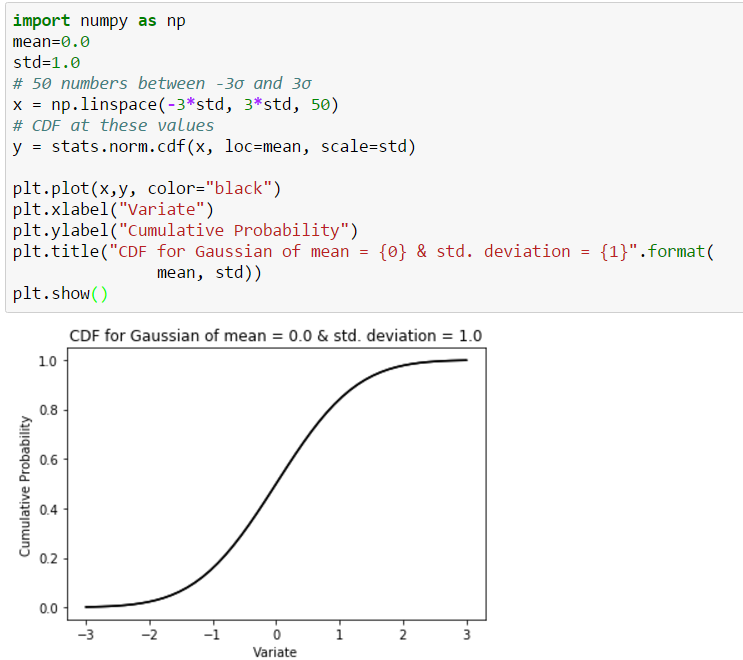 import numpy as np
mean=0.0
std=1.0
# 50 numbers between -3σ and 3σ
x = np.linspace(-3*std, 3*std, 50)
# CDF at these values
y = stats.norm.cdf(x, loc=mean, scale=std)
plt.plot(x,y, color="black")
plt.xlabel("Variate")
plt.ylabel("Cumulative Probability")
plt.title("CDF for Gaussian of mean = {0} & std. deviation = {1}".format(
mean, std))
plt.show()
CDF for Gaussian of mean = 0.0 & std. deviation = 1.0
Cumulative Probability
1.0
0.8
0.6
0.4
0.2
0.0
−3 −2 −1 0 1 2 3
Variate